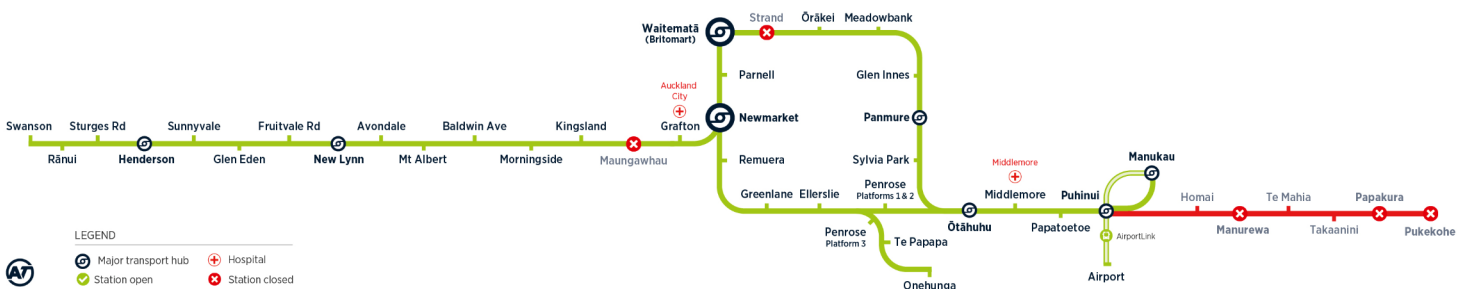 Waitematā
(Britomart)
Strand
Ōrākei
Meadowbank
Parnell
Glen Innes
Auckland
City
Newmarket
Panmure
Swanson
Sturges Rd
Sunnyvale
Fruitvale Rd
Avondale
Baldwin Ave
Kingsland
Grafton
Rānui
Henderson
Glen Eden
New Lynn
Mt Albert
Morningside
Maungawhau
Remuera
Sylvia Park
Middlemore
Manukau
Greenlane
Ellerslie
Penrose
Platforms 1 & 2
Middlemore
Puhinui
Homai
Te Mahia
Papakura
Penrose
Platform 3
Te Papapa
Ōtāhuhu
Papatoetoe
AirportLink
Manurewa
Takaanini
Pukekohe
Airport
Onehunga
LEGEND
Major transport hub
Hospital
Station open
Station closed
AT